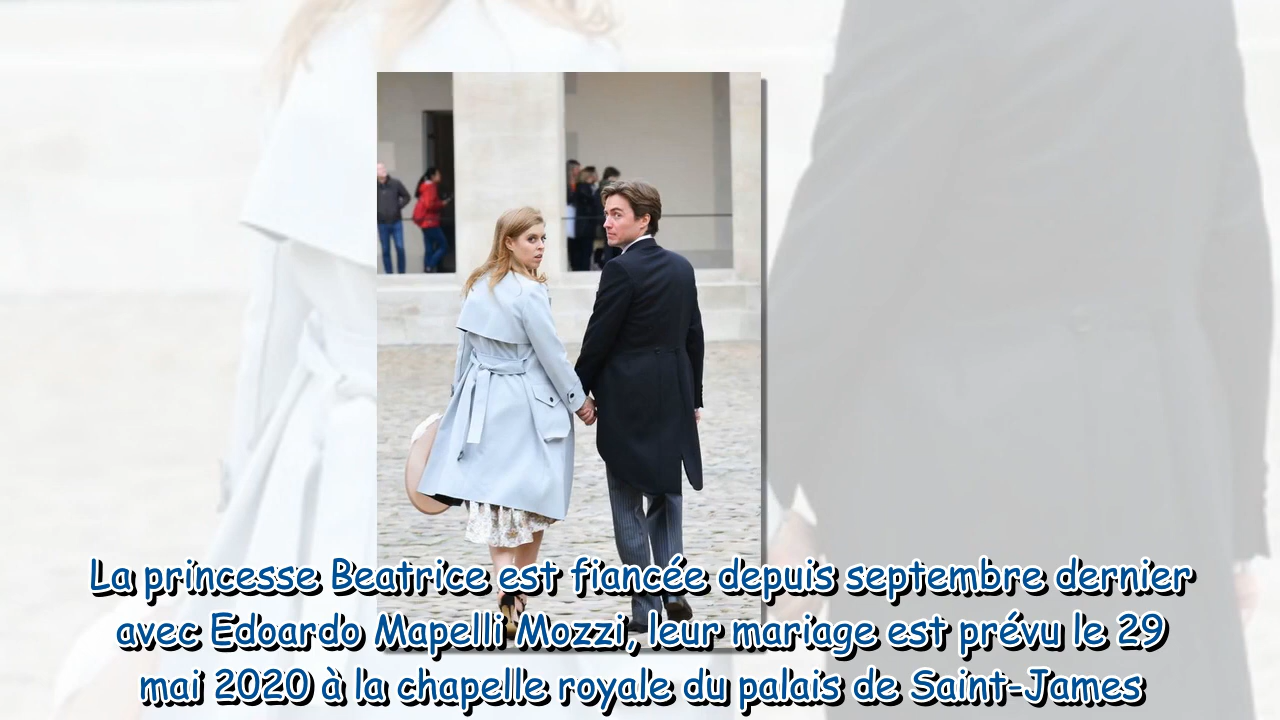 La princesse Beatrice est fiancée depuis septembre dernier
avec Edoardo Mapelli Mozzi, leur mariage est prévu le 29
mai 2020 à la chapelle royale du palais de Saint-James